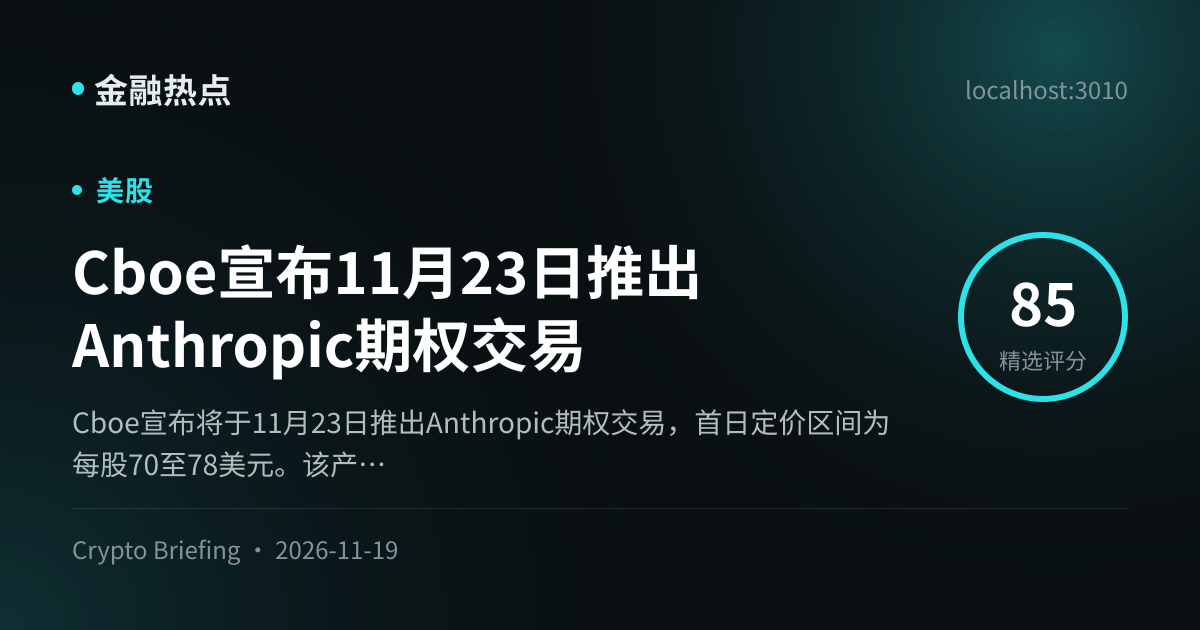 金融热点
localhost:3010
美股
Cboe宣布11月23日推出
Anthropic期权交易
85
精选评分
Cboe宣布将于11月23日推出Anthropic期权交易，首日定价区间为
每股70至78美元。该产…
Crypto Briefing · 2026-11-19